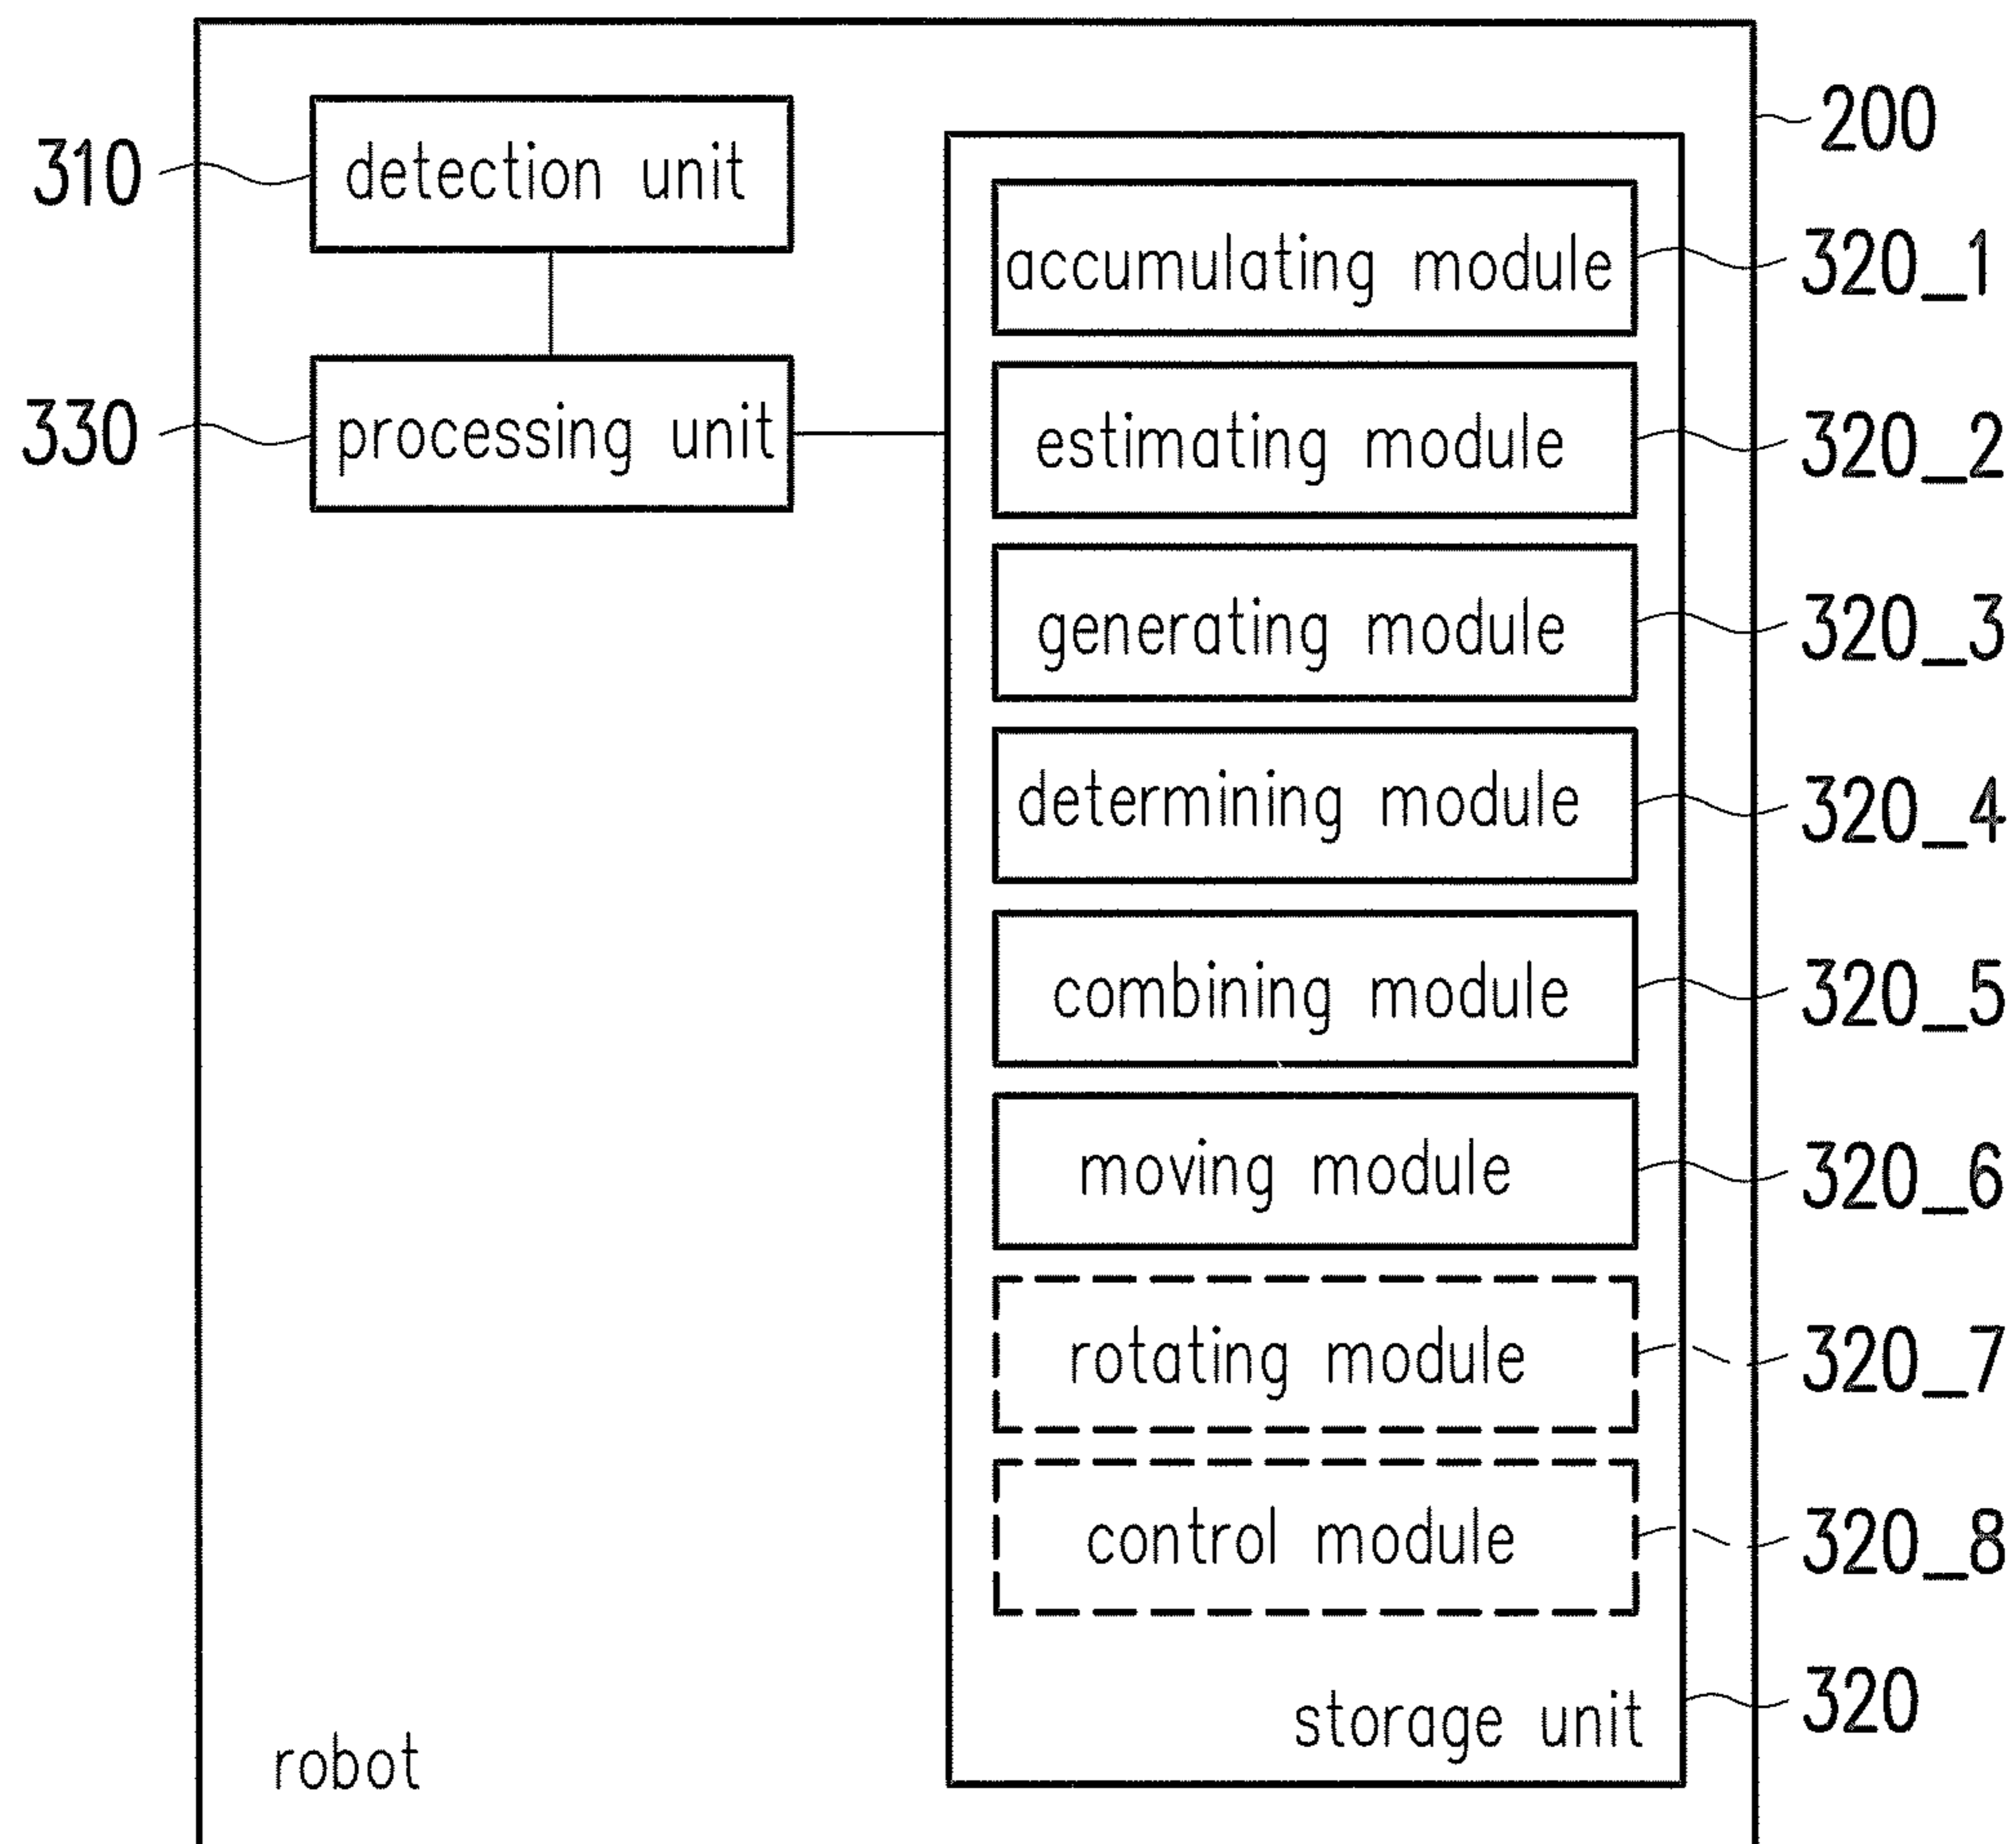 200
310
detection unit
accumulating module
320_1
330
processing unit
estimating module
320_2
generating module
320_3
determining module
320_4
combining module
320_5
moving module
320_6
rotating module
320_7
control module
320_8
storage unit
320
robot